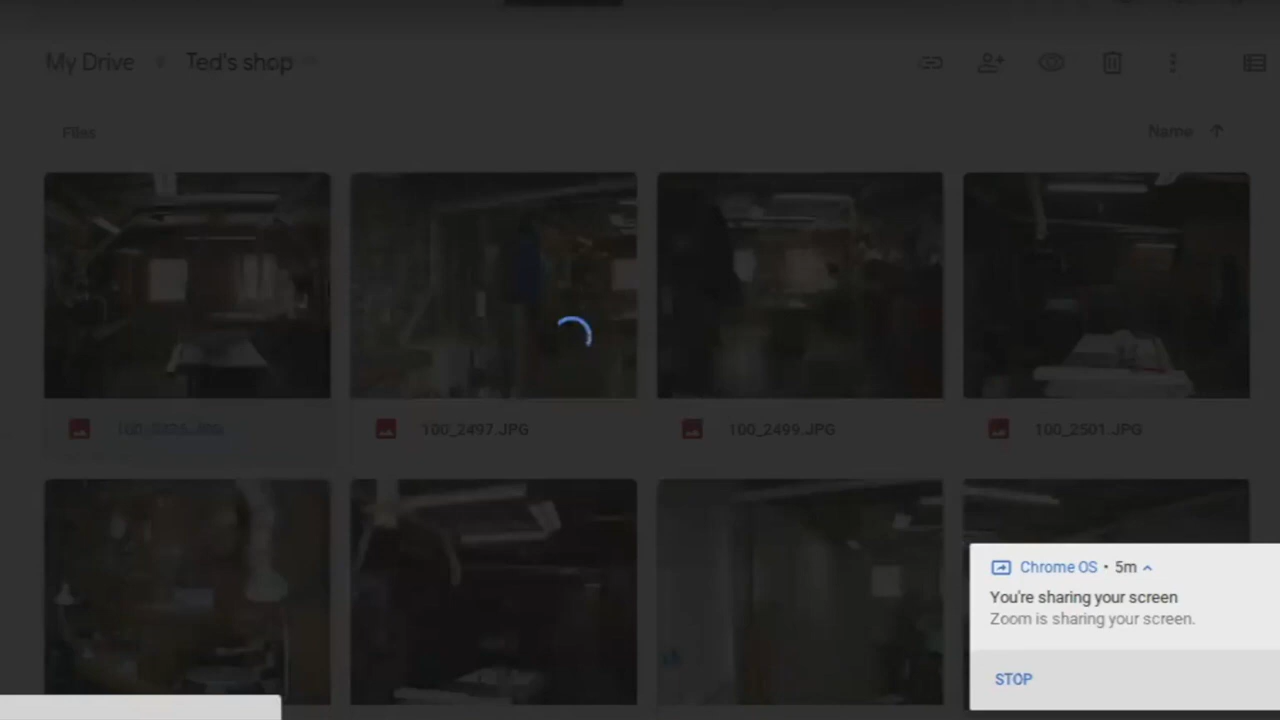 My Drive
Ted's shop
Files
Name
100_2497.JPG
100_2499.JPG
100_2501.JPG
Chrome OS • 5m
You're sharing your screen
Zoom is sharing your screen.
STOP